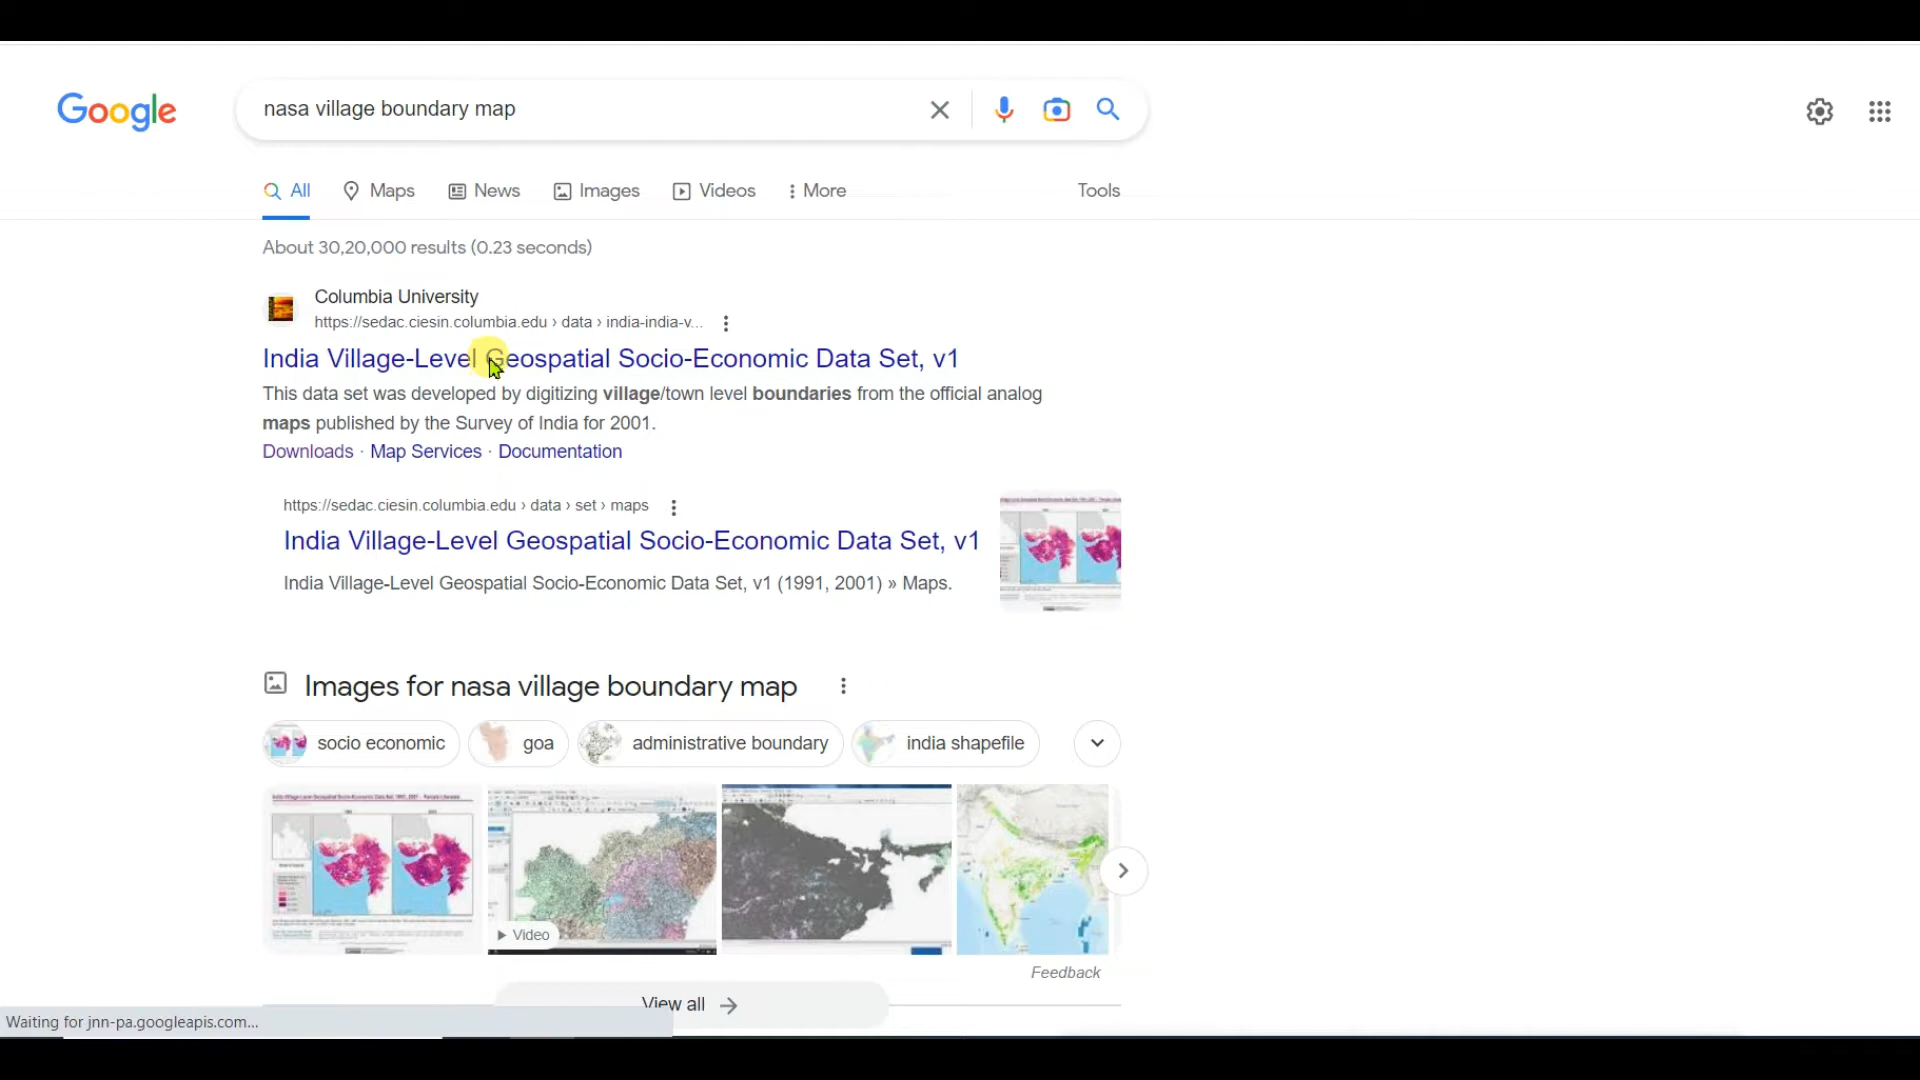 Google
nasa village boundary map
All Maps News Images Videos More Tools
About 30,20,000 results (0.23 seconds)
Columbia University
https://sedac.ciesin.columbia.edu › data › india-india-v...
India Village-Level Geospatial Socio-Economic Data Set, v1
This data set was developed by digitizing village/town level boundaries from the official analog
maps published by the Survey of India for 2001.
Downloads · Map Services · Documentation
https://sedac.ciesin.columbia.edu › data › set › maps
India Village-Level Geospatial Socio-Economic Data Set, v1
India Village-Level Geospatial Socio-Economic Data Set, v1 (1991, 2001) » Maps.
Images for nasa village boundary map
socio economic goa administrative boundary india shapefile
Video
Feedback
View all
Waiting for jnn-pa.googleapis.com...